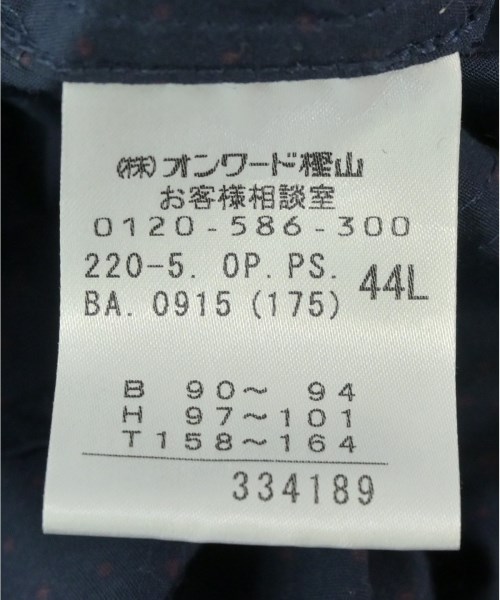 ㈱オンワード樫山
お客様相談室
0120-586-300
220-5. OP. PS. 44L
BA. 0915 (175)
B 90〜 94
H 97〜101
T158〜164
334189